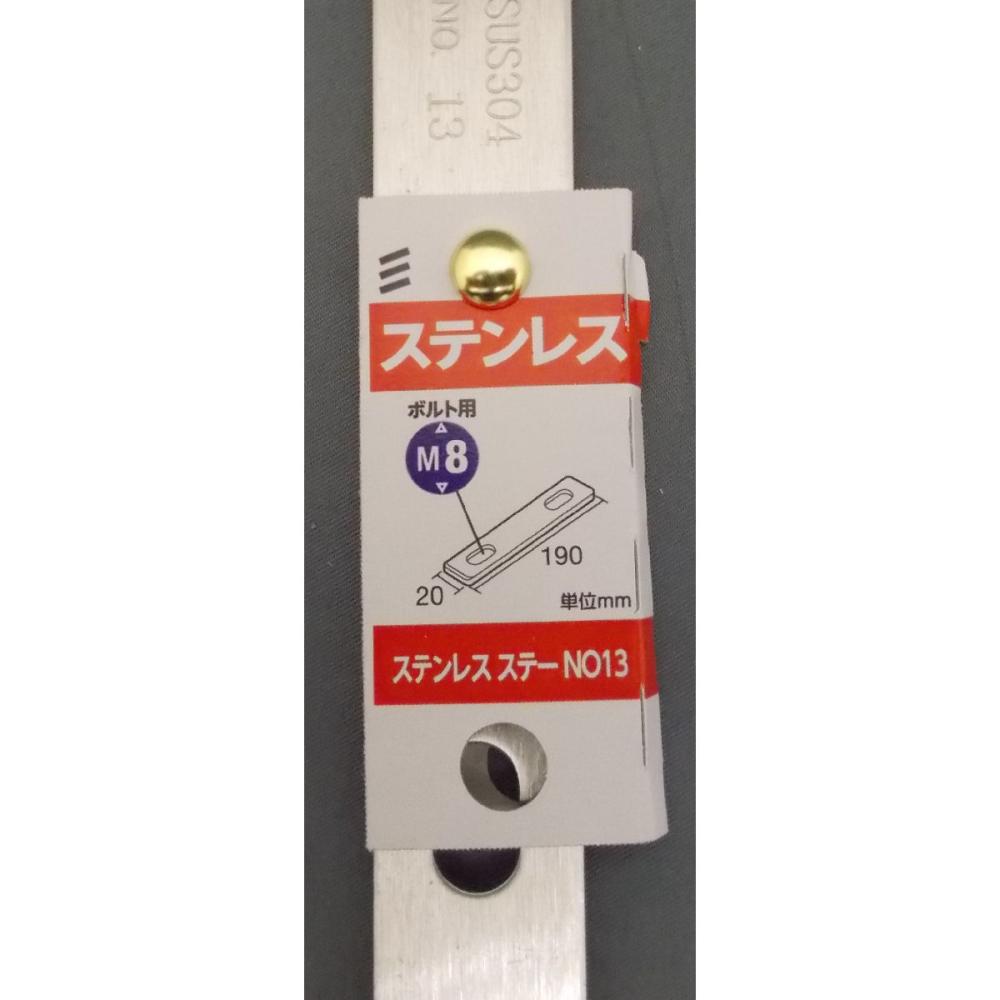 SUS304
NO. 13
ステンレス
ボルト用
M8
190
20
単位mm
ステンレス ステー NO13